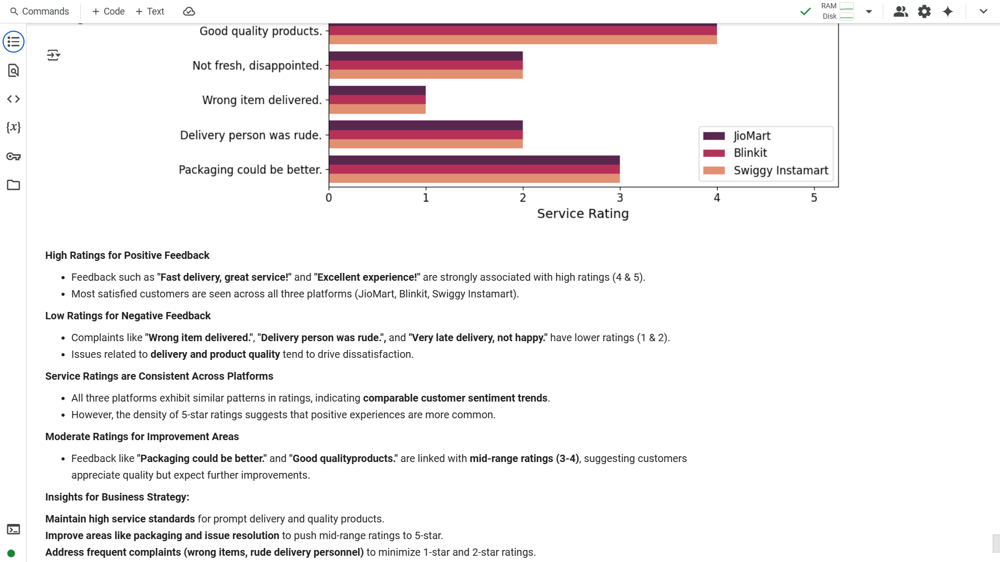 Commands
Code
Text
RAM
Disk
Good quality products.
Not fresh, disappointed.
Wrong item delivered.
Delivery person was rude.
Packaging could be better.
JioMart
Blinkit
Swiggy Instamart
0 1 2 3 4 5
Service Rating
High Ratings for Positive Feedback
• Feedback such as "Fast delivery, great service!" and "Excellent experience!" are strongly associated with high ratings (4 & 5).
• Most satisfied customers are seen across all three platforms (JioMart, Blinkit, Swiggy Instamart).
Low Ratings for Negative Feedback
• Complaints like "Wrong item delivered.", "Delivery person was rude.", and "Very late delivery, not happy." have lower ratings (1 & 2).
• Issues related to delivery and product quality tend to drive dissatisfaction.
Service Ratings are Consistent Across Platforms
• All three platforms exhibit similar patterns in ratings, indicating comparable customer sentiment trends.
• However, the density of 5-star ratings suggests that positive experiences are more common.
Moderate Ratings for Improvement Areas
• Feedback like "Packaging could be better." and "Good qualityproducts." are linked with mid-range ratings (3-4), suggesting customers
appreciate quality but expect further improvements.
Insights for Business Strategy:
Maintain high service standards for prompt delivery and quality products.
Improve areas like packaging and issue resolution to push mid-range ratings to 5-star.
Address frequent complaints (wrong items, rude delivery personnel) to minimize 1-star and 2-star ratings.